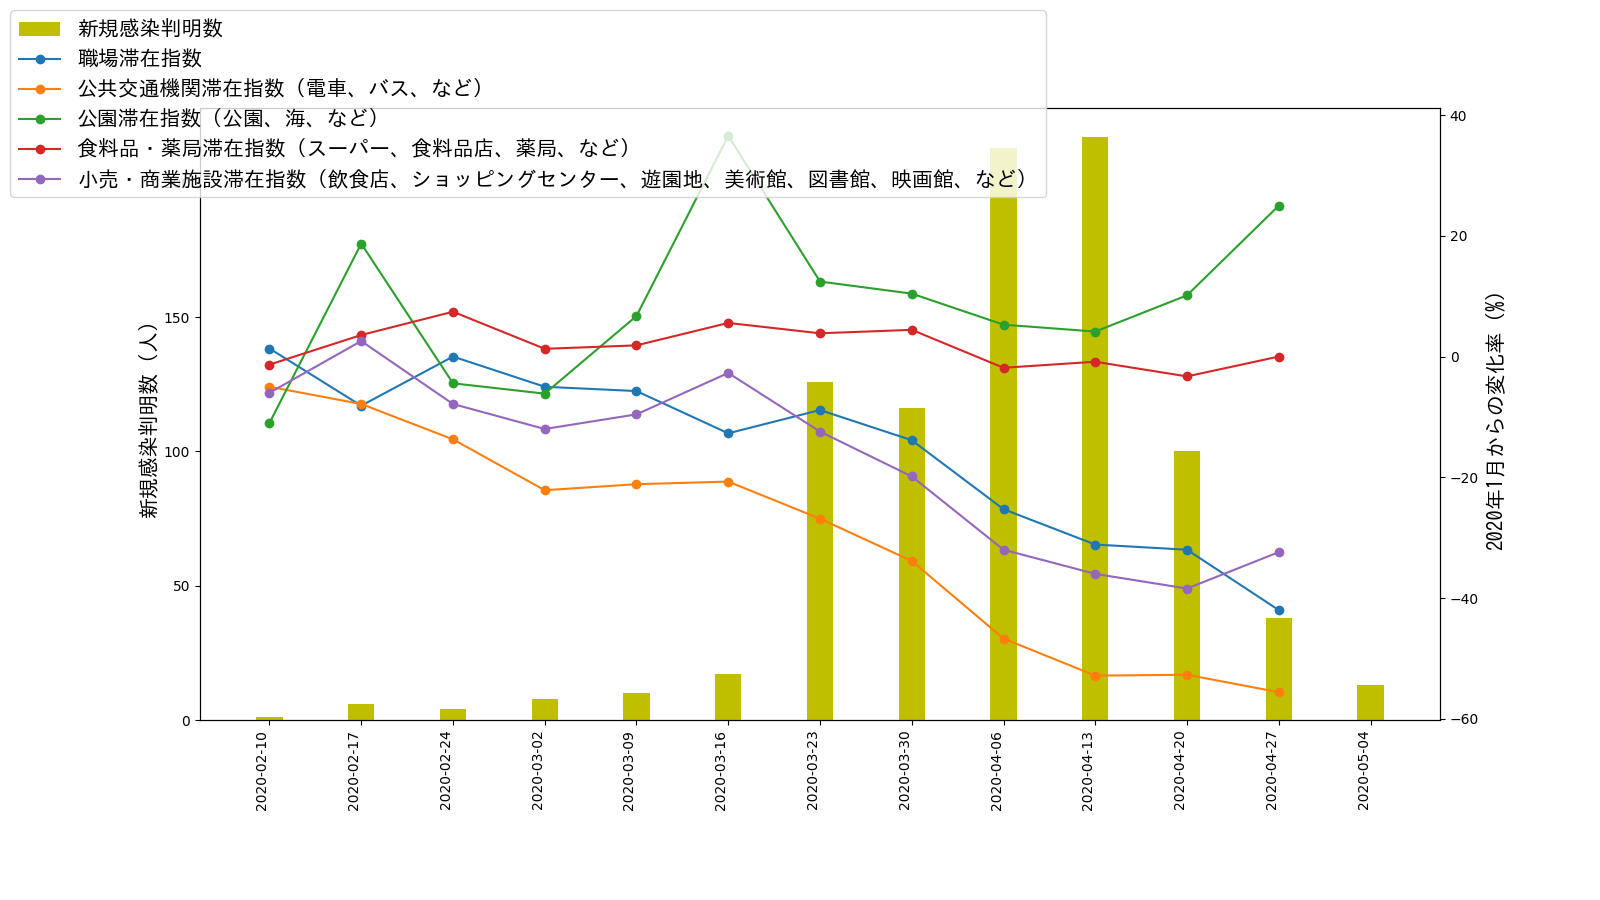 新規感染判明数
職場滞在指数
公共交通機関滞在指数（電車、バス、など）
公園滞在指数（公園、海、など）
食料品・薬局滞在指数（スーパー、食料品店、薬局、など）
小売・商業施設滞在指数（飲食店、ショッピングセンター、遊園地、美術館、図書館、映画館、など）
新規感染判明数（人）
150
100
50
0
40
20
0
−20
−40
−60
2020年1月からの変化率（%）
2020-02-10
2020-02-17
2020-02-24
2020-03-02
2020-03-09
2020-03-16
2020-03-23
2020-03-30
2020-04-06
2020-04-13
2020-04-20
2020-04-27
2020-05-04